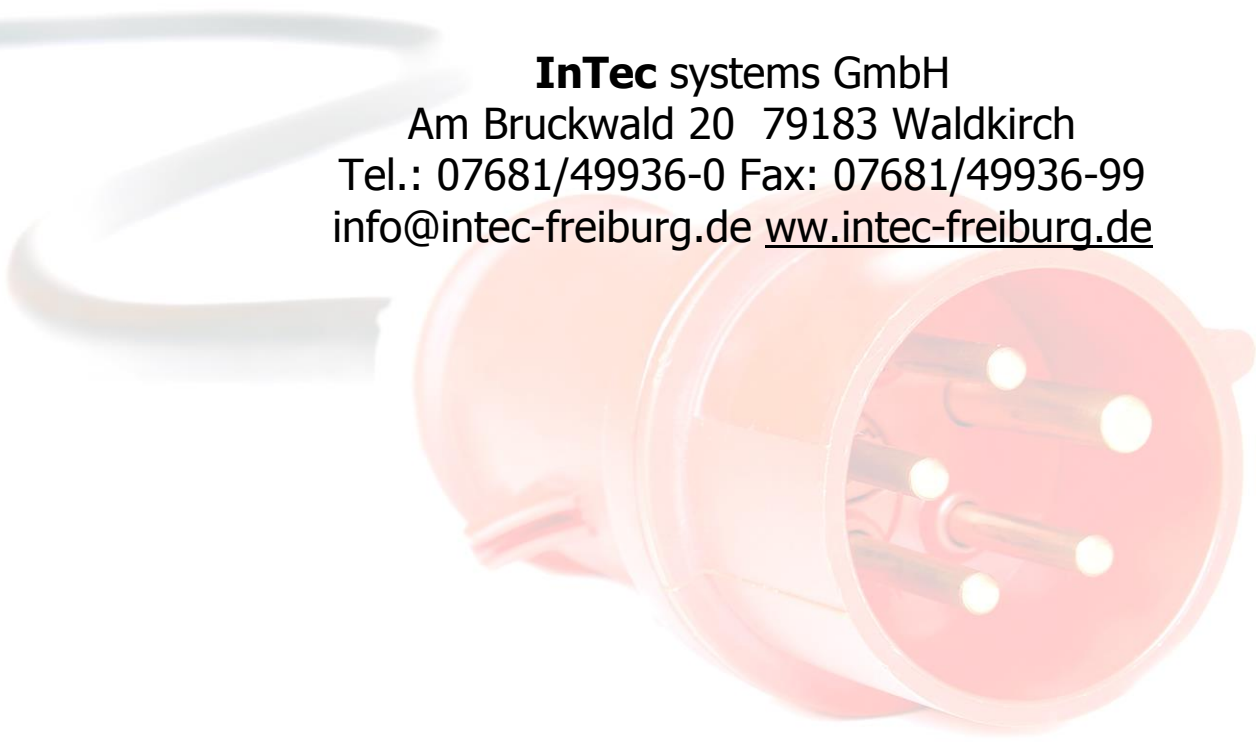 InTec systems GmbH
Am Bruckwald 20 79183 Waldkirch
Tel.: 07681/49936-0 Fax: 07681/49936-99
info@intec-freiburg.de ww.intec-freiburg.de